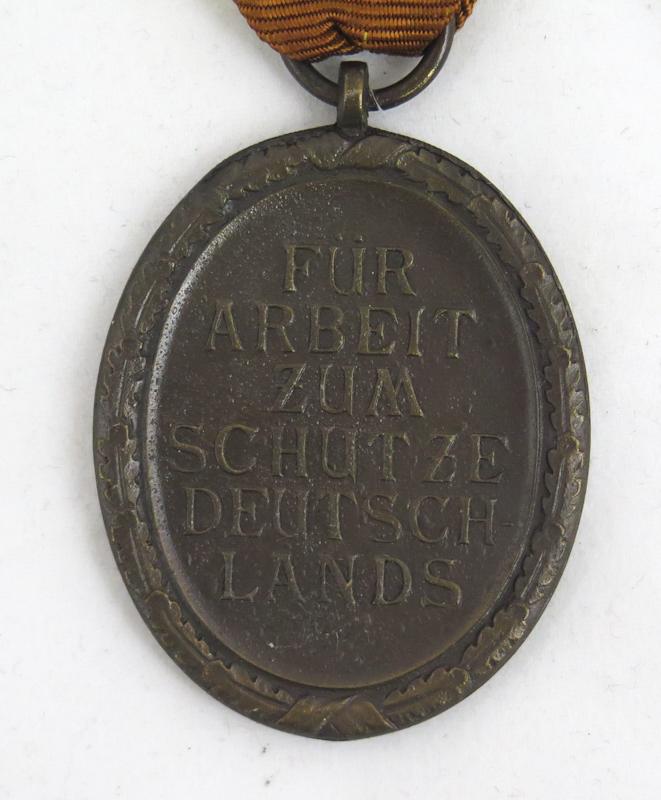 FÜR
ARBEIT
ZUM
SCHUTZE
DEUTSCH-
LANDS